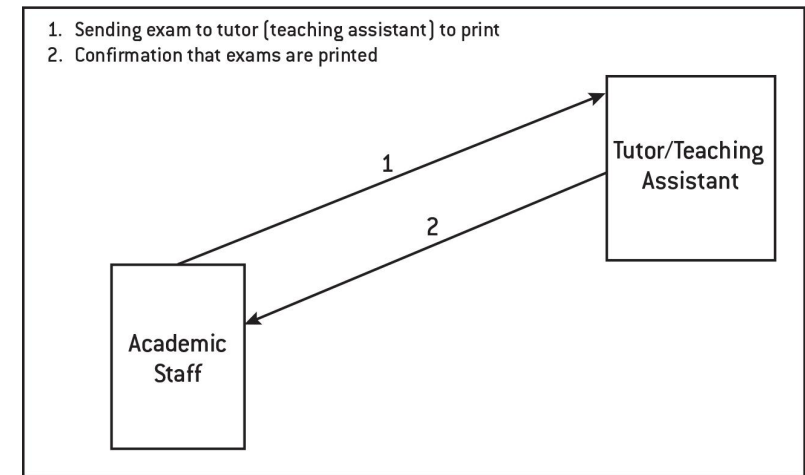 1. Sending exam to tutor (teaching assistant) to print
2. Confirmation that exams are printed
1
Tutor/Teaching
Assistant
2
Academic
Staff